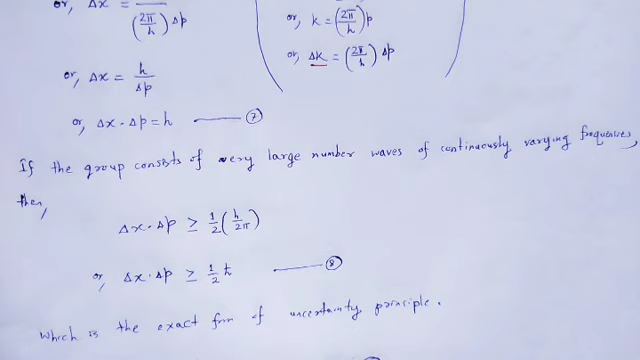 or, Δx = ─── / (2π/h) Δp
or, k = (2π/h) p
or, Δk = (2π/h) Δp
or, Δx = h/Δp
or, Δx · Δp = h ——— (7)
If the group consists of very large number waves of continuously varying frequencies,
then,
Δx · Δp ≥ 1/2 (h/2π)
or, Δx · Δp ≥ 1/2 ħ ——— (8)
Which is the exact form of uncertainty principle.